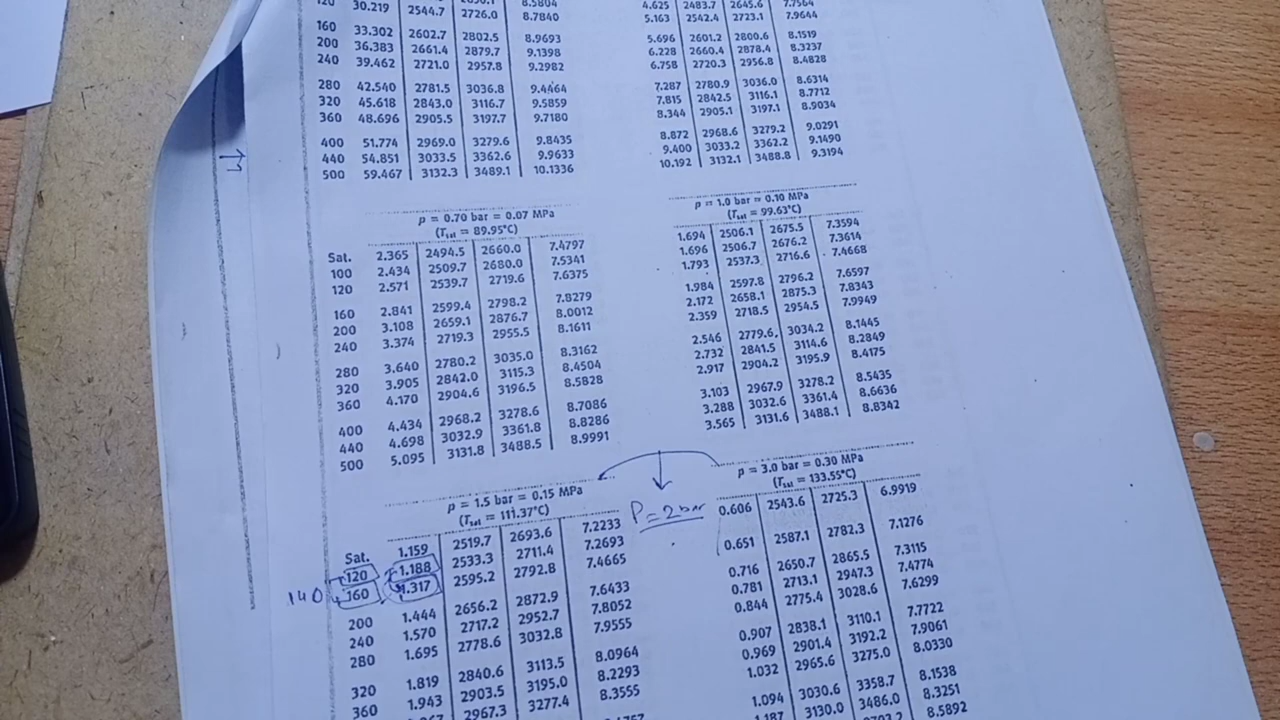 120 30.219 2544.7 2726.0 8.7840
160 33.302 2602.7 2802.5 8.9693
200 36.383 2661.4 2879.7 9.1398
240 39.462 2721.0 2957.8 9.2982
280 42.540 2781.5 3036.8 9.4464
320 45.618 2843.0 3116.7 9.5859
360 48.696 2905.5 3197.7 9.7180
400 51.774 2969.0 3279.6 9.8435
440 54.851 3033.5 3362.6 9.9633
500 59.467 3132.3 3489.1 10.1336
4.625 2483.7 2645.6 7.7564
5.163 2542.4 2723.1 7.9644
5.696 2601.2 2800.6 8.1519
6.228 2660.4 2878.4 8.3237
6.758 2720.3 2956.8 8.4828
7.287 2780.9 3036.0 8.6314
7.815 2842.5 3116.1 8.7712
8.344 2905.1 3197.1 8.9034
8.872 2968.6 3279.2 9.0291
9.400 3033.2 3362.2 9.1490
10.192 3132.1 3488.8 9.3194
p = 0.70 bar = 0.07 MPa
(Tsat = 89.95°C)
Sat. 2.365 2494.5 2660.0 7.4797
100 2.434 2509.7 2680.0 7.5341
120 2.571 2539.7 2719.6 7.6375
160 2.841 2599.4 2798.2 7.8279
200 3.108 2659.1 2876.7 8.0012
240 3.374 2719.3 2955.5 8.1611
280 3.640 2780.2 3035.0 8.3162
320 3.905 2842.0 3115.3 8.4504
360 4.170 2904.6 3196.5 8.5828
400 4.434 2968.2 3278.6 8.7086
440 4.698 3032.9 3361.8 8.8286
500 5.095 3131.8 3488.5 8.9991
p = 1.0 bar = 0.10 MPa
(Tsat = 99.63°C)
1.694 2506.1 2675.5 7.3594
1.696 2506.7 2676.2 7.3614
1.793 2537.3 2716.6 7.4668
1.984 2597.8 2796.2 7.6597
2.172 2658.1 2875.3 7.8343
2.359 2718.5 2954.5 7.9949
2.546 2779.6 3034.2 8.1445
2.732 2841.5 3114.6 8.2849
2.917 2904.2 3195.9 8.4175
3.103 2967.9 3278.2 8.5435
3.288 3032.6 3361.4 8.6636
3.565 3131.6 3488.1 8.8342
p = 1.5 bar = 0.15 MPa
(Tsat = 111.37°C)
Sat. 1.159 2519.7 2693.6 7.2233
120 1.188 2533.3 2711.4 7.2693
160 1.317 2595.2 2792.8 7.4665
140
200 1.444 2656.2 2872.9 7.6433
240 1.570 2717.2 2952.7 7.8052
280 1.695 2778.6 3032.8 7.9555
320 1.819 2840.6 3113.5 8.0964
360 1.943 2903.5 3195.0 8.2293
2967.3 3277.4 8.3555
P = 2 bar
p = 3.0 bar = 0.30 MPa
(Tsat = 133.55°C)
0.606 2543.6 2725.3 6.9919
0.651 2587.1 2782.3 7.1276
0.716 2650.7 2865.5 7.3115
0.781 2713.1 2947.3 7.4774
0.844 2775.4 3028.6 7.6299
0.907 2838.1 3110.1 7.7722
0.969 2901.4 3192.2 7.9061
1.032 2965.6 3275.0 8.0330
1.094 3030.6 3358.7 8.1538
1.187 3130.0 3486.0 8.3251
8.5892